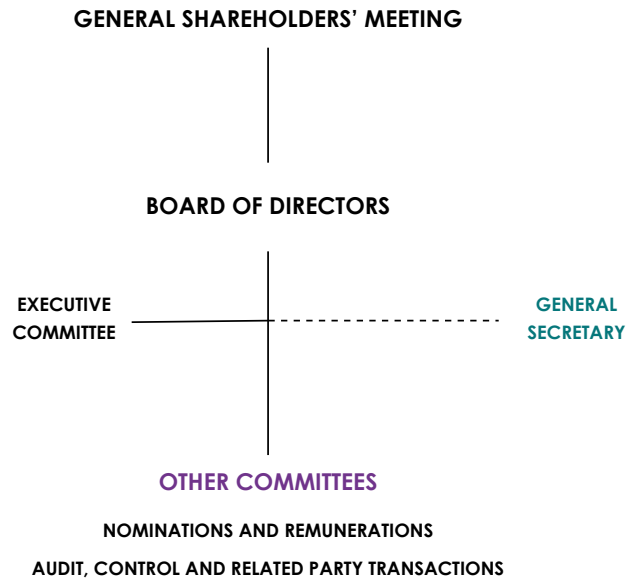 GENERAL SHAREHOLDERS’ MEETING
BOARD OF DIRECTORS
EXECUTIVE
COMMITTEE
GENERAL
SECRETARY
OTHER COMMITTEES
NOMINATIONS AND REMUNERATIONS
AUDIT, CONTROL AND RELATED PARTY TRANSACTIONS